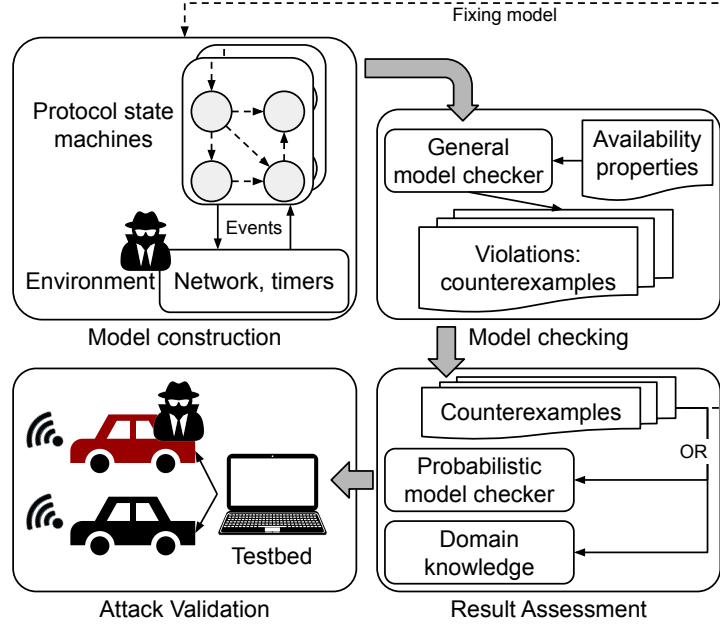 Fixing model
Protocol state
machines
Events
Environment
Network, timers
Model construction
General
model checker
Availability
properties
Violations:
counterexamples
Model checking
Counterexamples
OR
Probabilistic
model checker
Domain
knowledge
Result Assessment
Testbed
Attack Validation